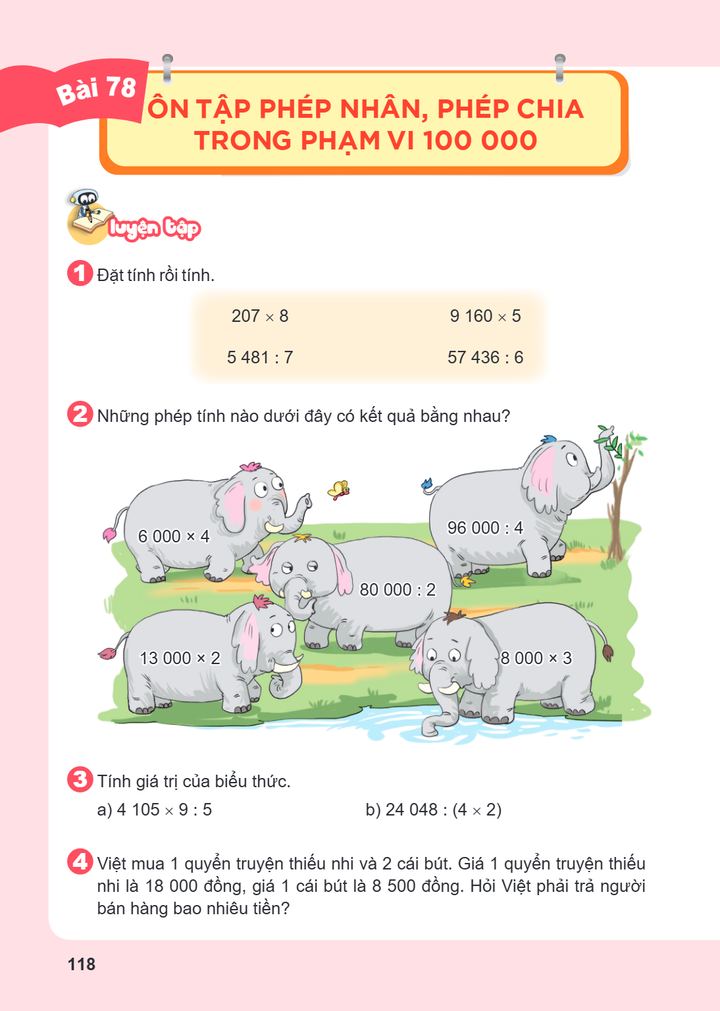 Bài 78
ÔN TẬP PHÉP NHÂN, PHÉP CHIA
TRONG PHẠM VI 100 000
luyện tập
1 Đặt tính rồi tính.
207 × 8
9 160 × 5
5 481 : 7
57 436 : 6
2 Những phép tính nào dưới đây có kết quả bằng nhau?
6 000 × 4
96 000 : 4
80 000 : 2
13 000 × 2
8 000 × 3
3 Tính giá trị của biểu thức.
a) 4 105 × 9 : 5
b) 24 048 : (4 × 2)
4 Việt mua 1 quyển truyện thiếu nhi và 2 cái bút. Giá 1 quyển truyện thiếu
nhi là 18 000 đồng, giá 1 cái bút là 8 500 đồng. Hỏi Việt phải trả người
bán hàng bao nhiêu tiền?
118